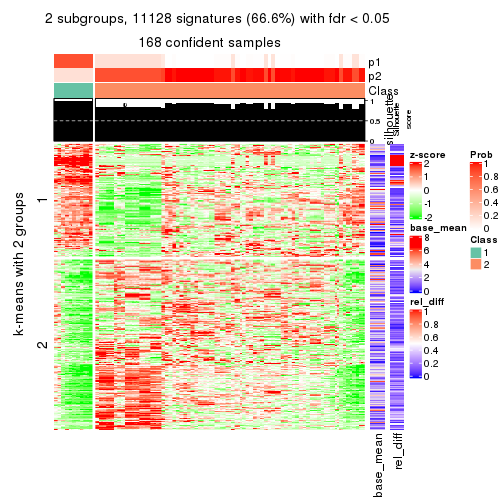 2 subgroups, 11128 signatures (66.6%) with fdr < 0.05
168 confident samples
p1
p2
Class
1
0.5
0
silhouette
Silhouette
score
k-means with 2 groups
1
2
base_mean
rel_diff
z-score
2
1
0
-1
-2
base_mean
8
6
4
2
0
rel_diff
1
0.8
0.6
0.4
0.2
0
Prob
1
0.8
0.6
0.4
0.2
0
Class
1
2